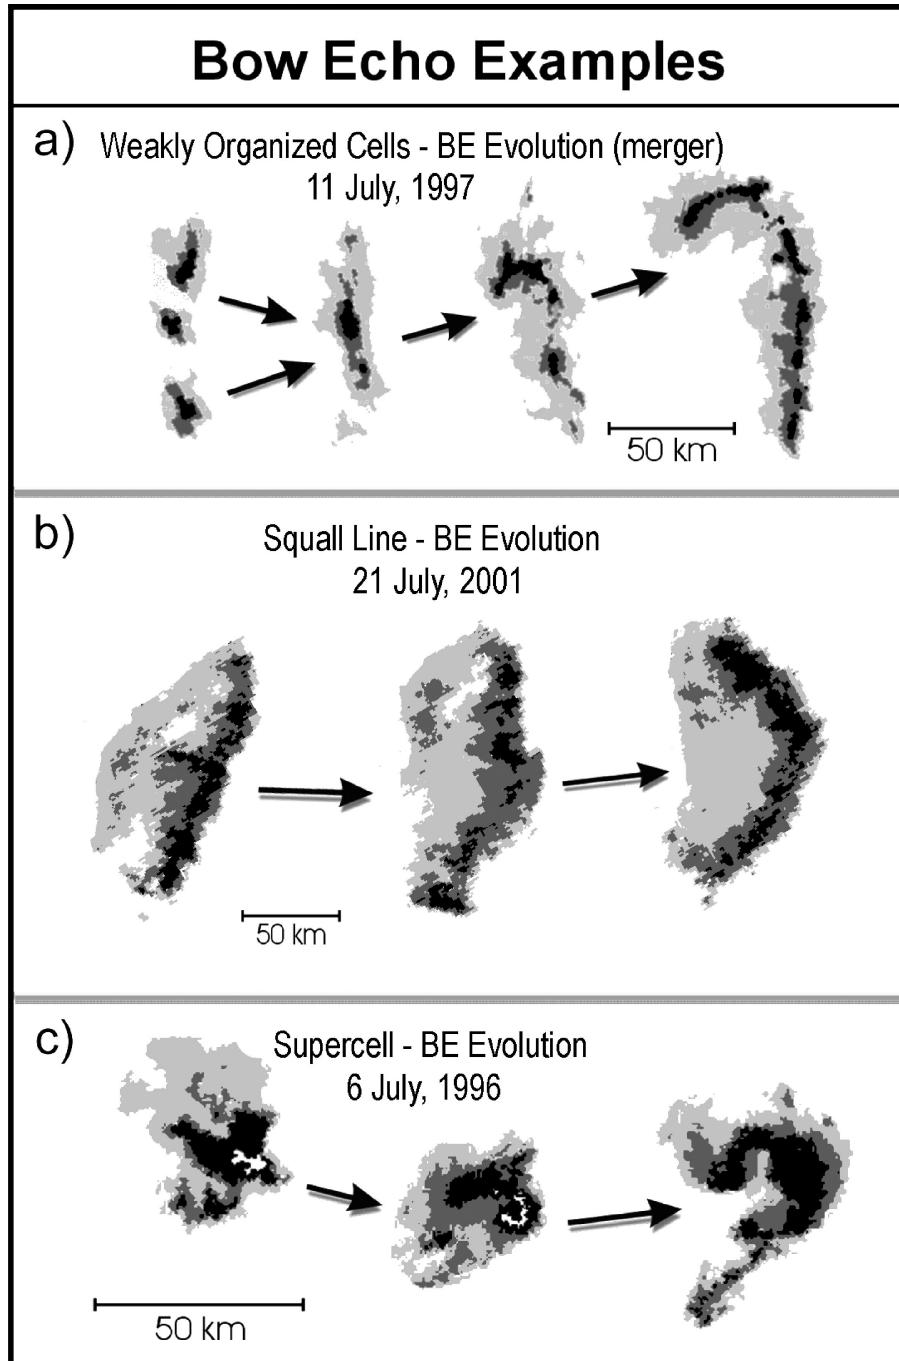 Bow Echo Examples
a) Weakly Organized Cells - BE Evolution (merger)
11 July, 1997
50 km
b) Squall Line - BE Evolution
21 July, 2001
50 km
c) Supercell - BE Evolution
6 July, 1996
50 km